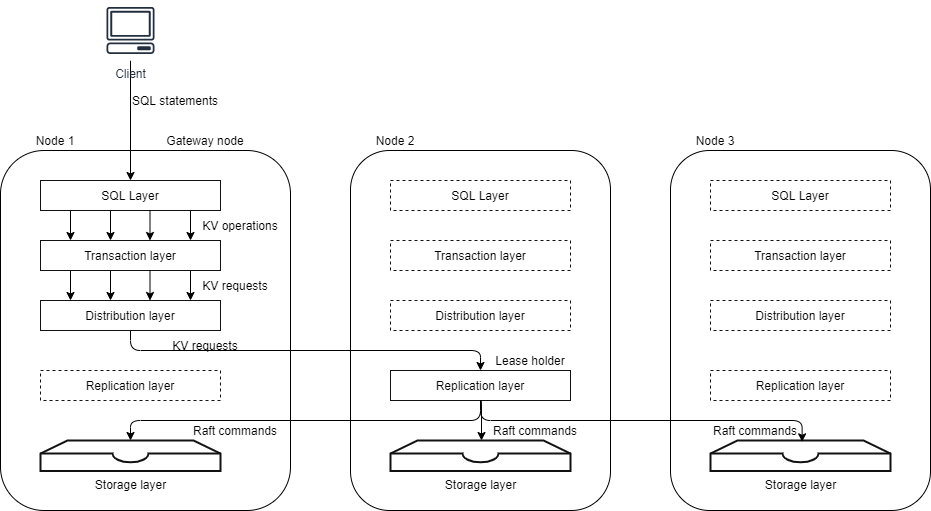 Client
SQL statements
Node 1
Gateway node
Node 2
Node 3
SQL Layer
SQL Layer
SQL Layer
KV operations
Transaction layer
Transaction layer
Transaction layer
KV requests
Distribution layer
Distribution layer
Distribution layer
KV requests
Lease holder
Replication layer
Replication layer
Replication layer
Raft commands
Raft commands
Raft commands
Storage layer
Storage layer
Storage layer